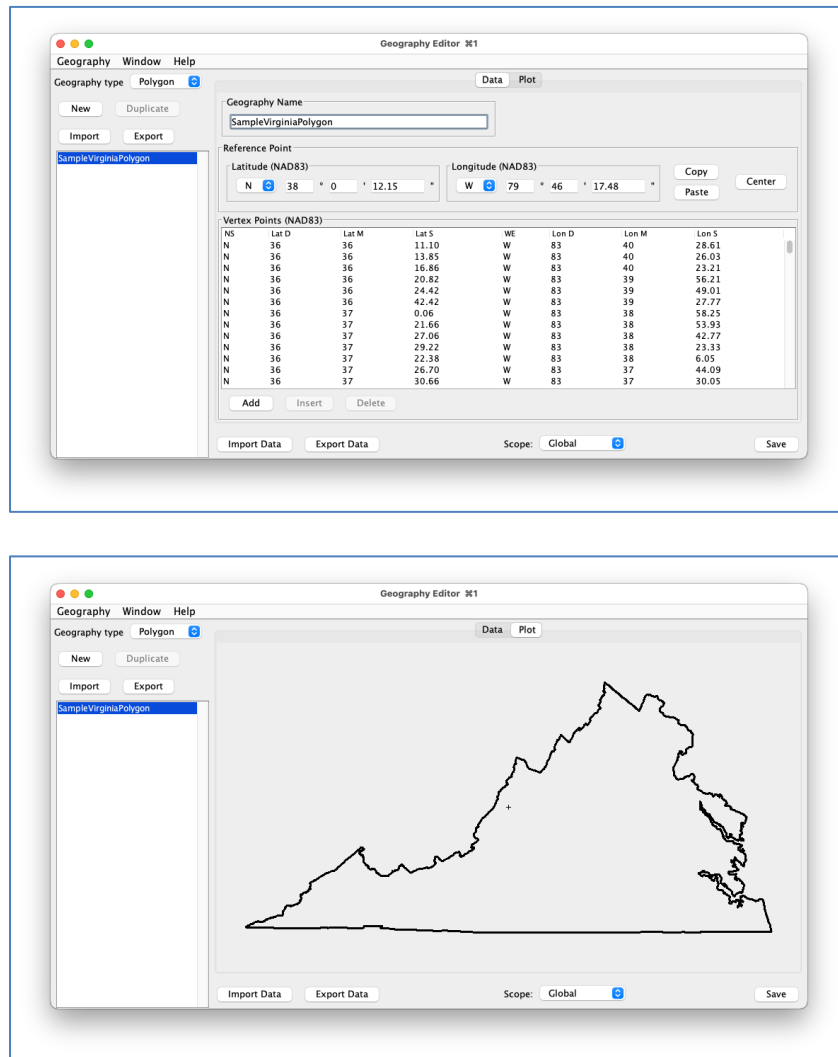 Geography Editor ⌘1
Geography Window Help
Geography type Polygon
Data Plot
New Duplicate
Import Export
SampleVirginiaPolygon
Geography Name
SampleVirginiaPolygon
Reference Point
Latitude (NAD83) Longitude (NAD83)
N 38 ° 0 ' 12.15 " W 79 ° 46 ' 17.48 "
Copy
Paste
Center
Vertex Points (NAD83)
NS Lat D Lat M Lat S WE Lon D Lon M Lon S
N 36 36 11.10 W 83 40 28.61
N 36 36 13.85 W 83 40 26.03
N 36 36 16.86 W 83 40 23.21
N 36 36 20.82 W 83 39 56.21
N 36 36 24.42 W 83 39 49.01
N 36 36 42.42 W 83 39 27.77
N 36 37 0.06 W 83 38 58.25
N 36 37 21.66 W 83 38 53.93
N 36 37 27.06 W 83 38 42.77
N 36 37 29.22 W 83 38 23.33
N 36 37 22.38 W 83 38 6.05
N 36 37 26.70 W 83 37 44.09
N 36 37 30.66 W 83 37 30.05
Add Insert Delete
Import Data Export Data Scope: Global Save
Geography Editor ⌘1
Geography Window Help
Geography type Polygon
Data Plot
New Duplicate
Import Export
SampleVirginiaPolygon
Import Data Export Data Scope: Global Save